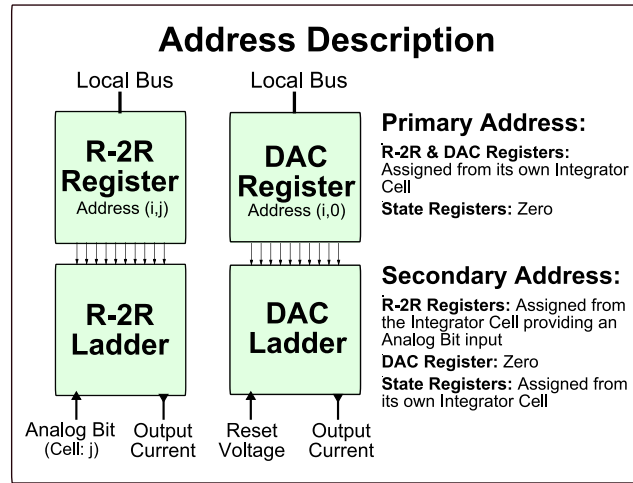 Address Description
Local Bus
R-2R
Register
Address (i,j)
R-2R
Ladder
Analog Bit
(Cell: j)
Output
Current
Local Bus
DAC
Register
Address (i,0)
DAC
Ladder
Reset
Voltage
Output
Current
Primary Address:
R-2R & DAC Registers:
Assigned from its own Integrator
Cell
State Registers: Zero
Secondary Address:
R-2R Registers: Assigned from
the Integrator Cell providing an
Analog Bit input
DAC Register: Zero
State Registers: Assigned from
its own Integrator Cell